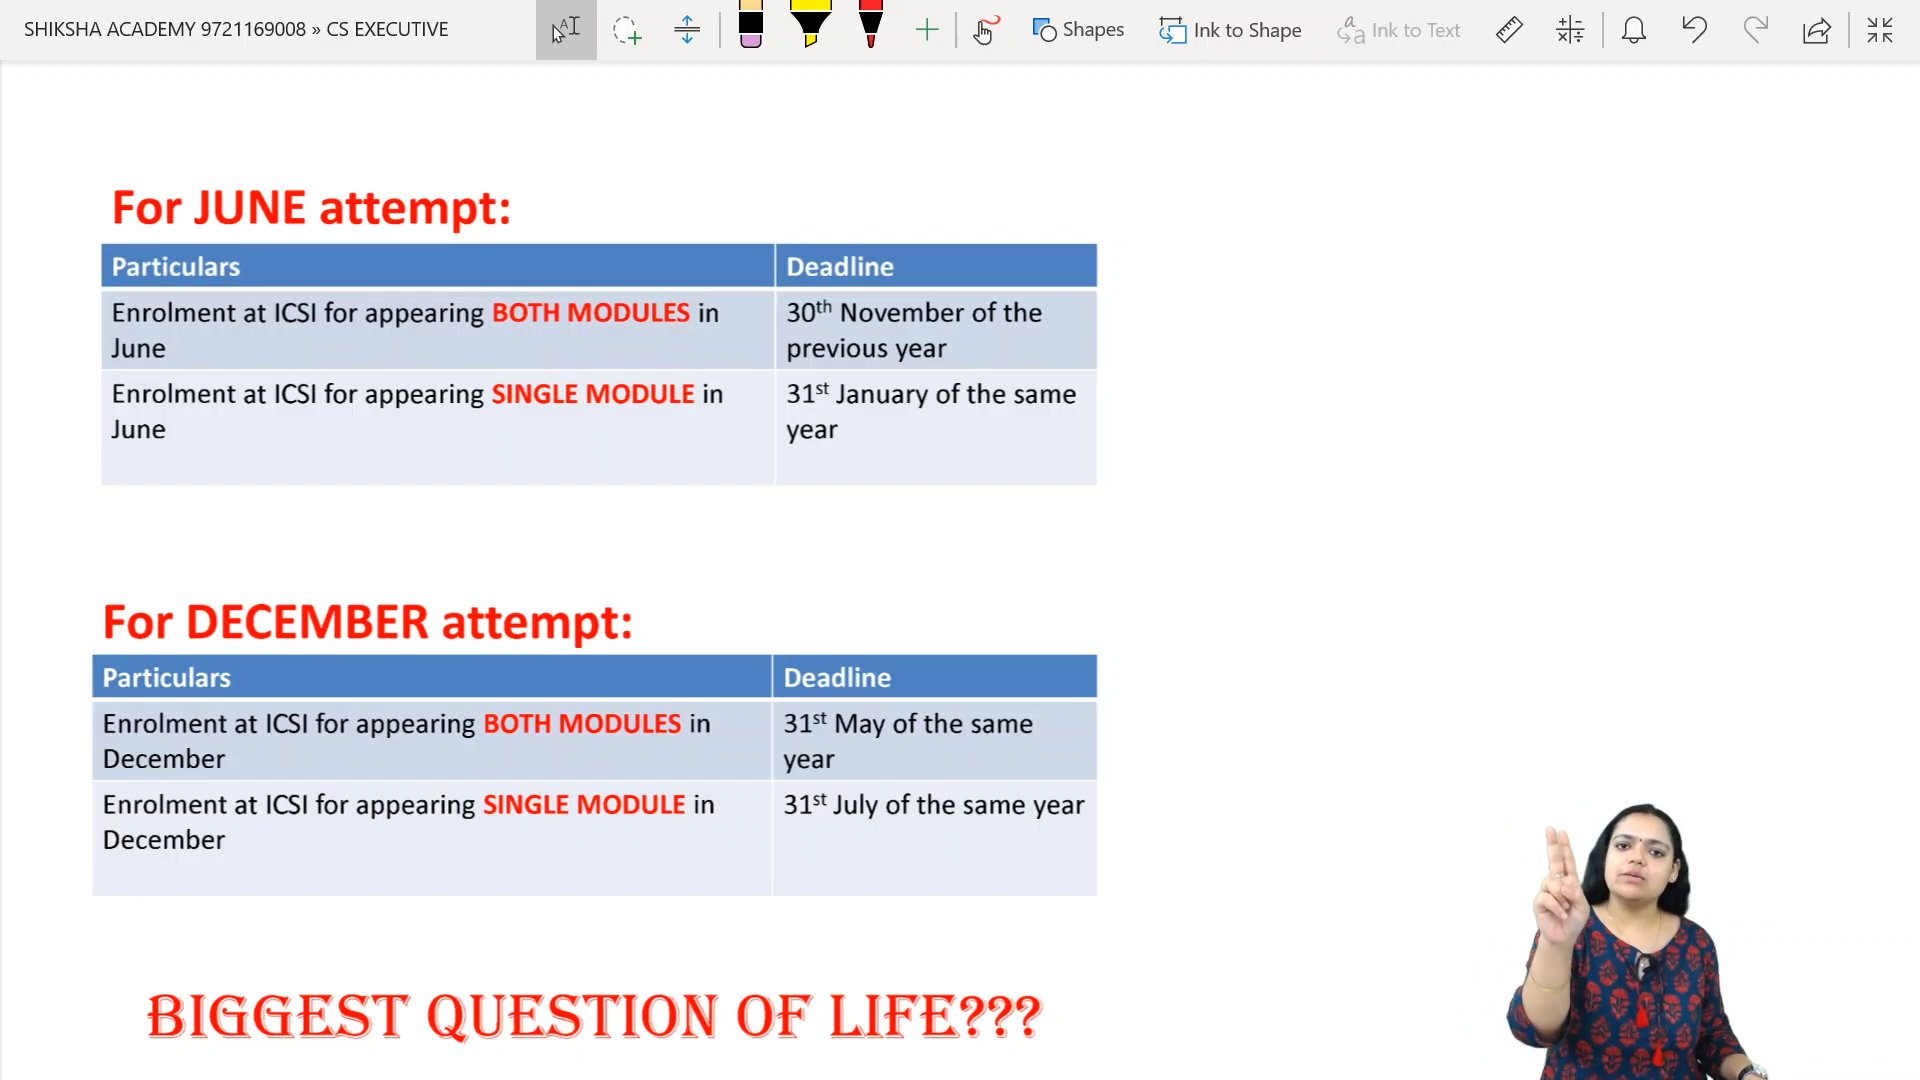 SHIKSHA ACADEMY 9721169008 » CS EXECUTIVE
Shapes
Ink to Shape
Ink to Text
For JUNE attempt:
Particulars
Deadline
Enrolment at ICSI for appearing BOTH MODULES in
June
30th November of the
previous year
Enrolment at ICSI for appearing SINGLE MODULE in
June
31st January of the same
year
For DECEMBER attempt:
Particulars
Deadline
Enrolment at ICSI for appearing BOTH MODULES in
December
31st May of the same
year
Enrolment at ICSI for appearing SINGLE MODULE in
December
31st July of the same year
BIGGEST QUESTION OF LIFE???